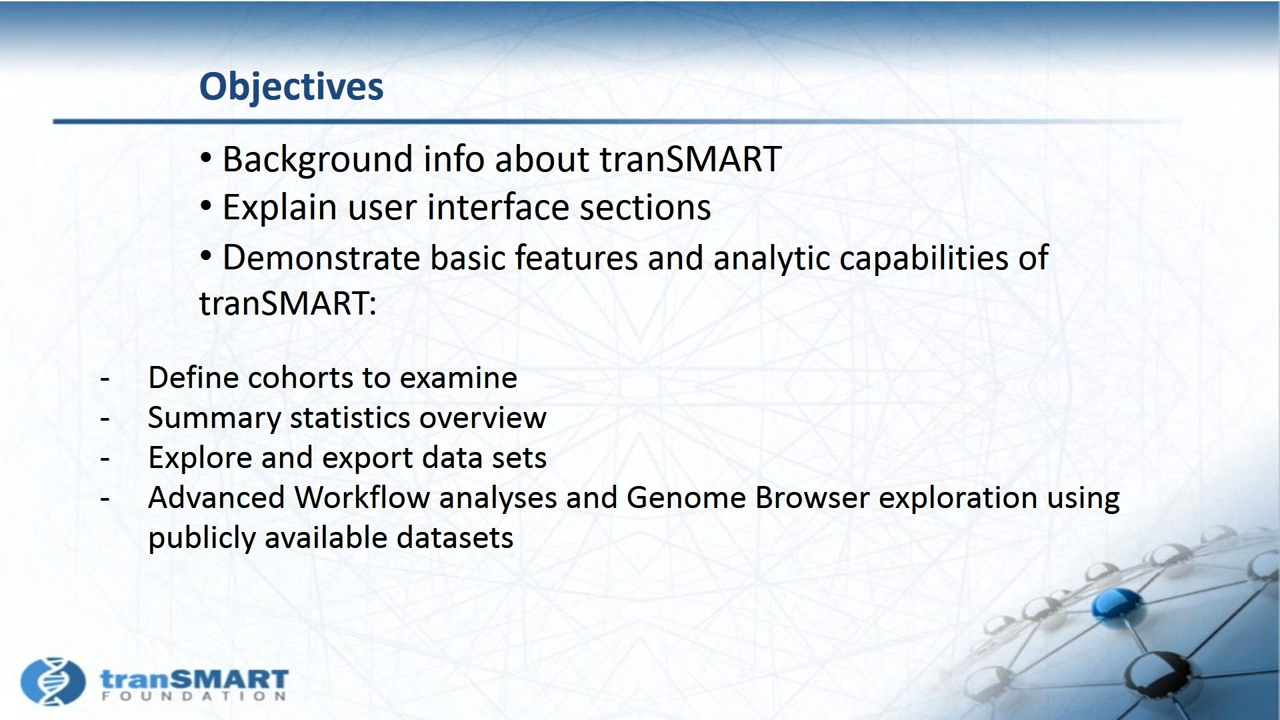 Objectives
• Background info about tranSMART
• Explain user interface sections
• Demonstrate basic features and analytic capabilities of
tranSMART:
- Define cohorts to examine
- Summary statistics overview
- Explore and export data sets
- Advanced Workflow analyses and Genome Browser exploration using
publicly available datasets
tranSMART
FOUNDATION